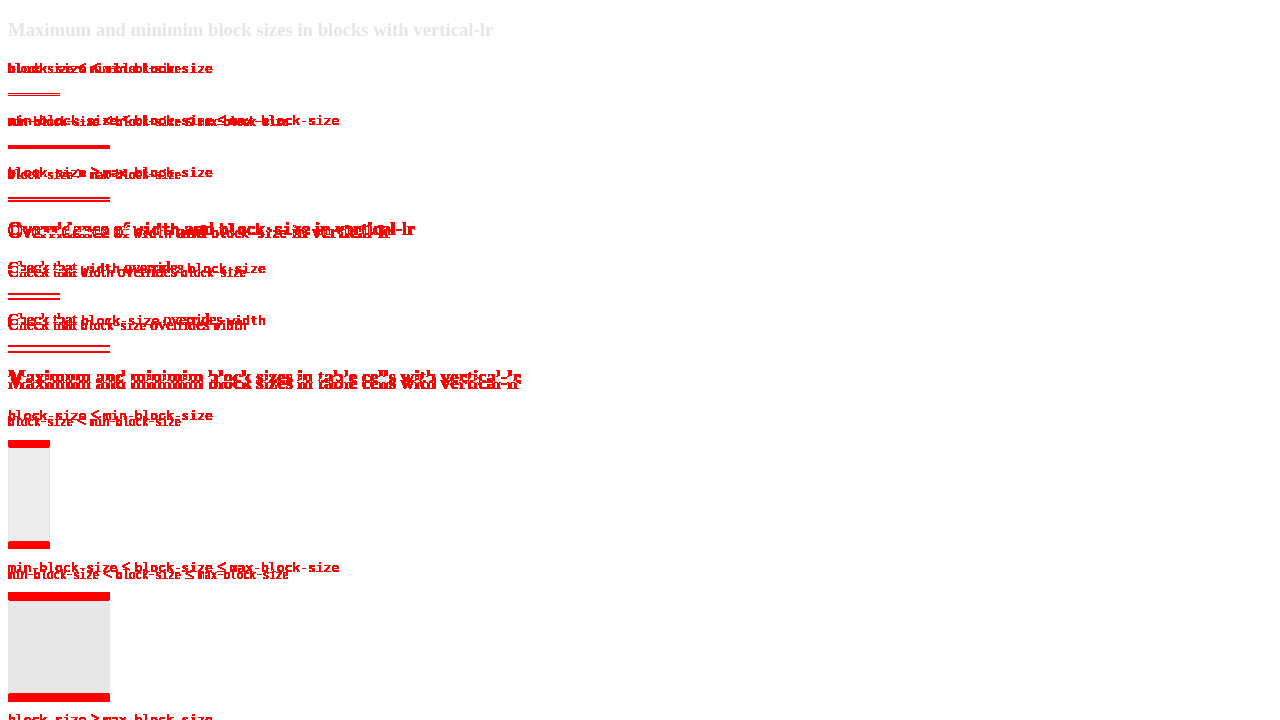 Maximum and minimim block sizes in blocks with vertical-lr
block-size < min-block-size
min-block-size < block-size < max-block-size
block-size > max-block-size
Overridance of width and block-size in vertical-lr
Check that width overrides block-size
Check that block-size overrides width
Maximum and minimim block sizes in table cells with vertical-lr
block-size < min-block-size
min-block-size < block-size < max-block-size
block-size > max-block-size